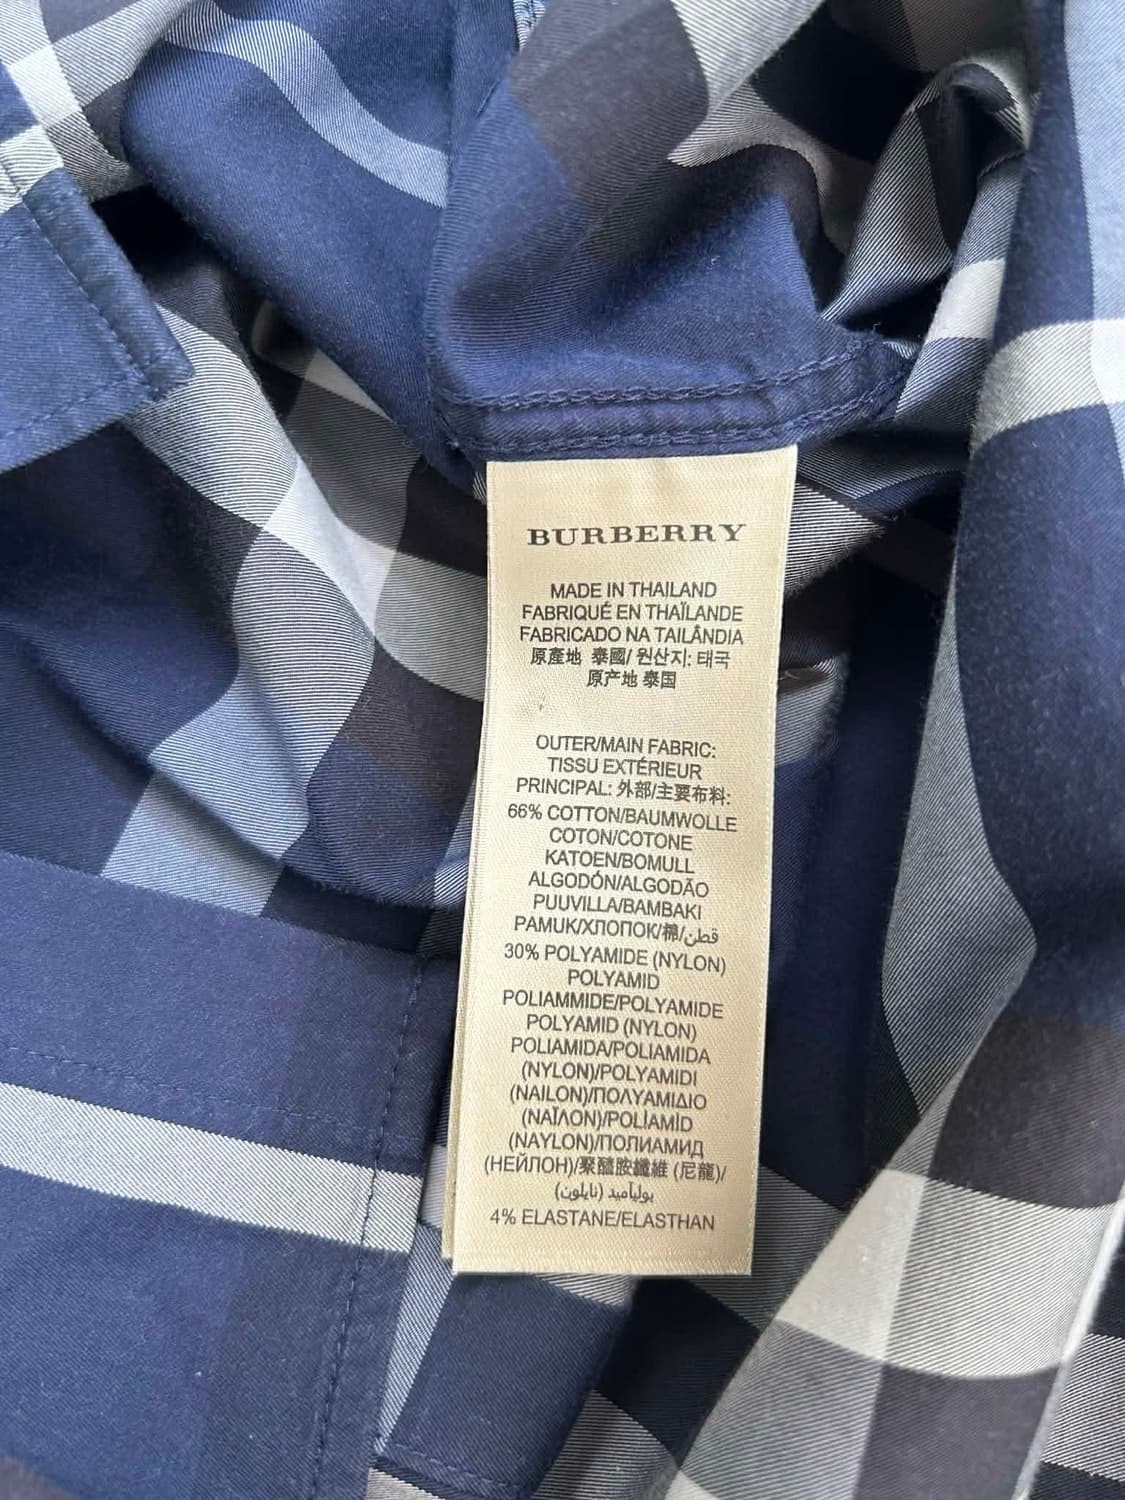 BURBERRY
MADE IN THAILAND
FABRIQUÉ EN THAÏLANDE
FABRICADO NA TAILÂNDIA
原產地 泰國/ 원산지: 태국
原产地 泰国
OUTER/MAIN FABRIC:
TISSU EXTÉRIEUR
PRINCIPAL: 外部/主要布料:
66% COTTON/BAUMWOLLE
COTON/COTONE
KATOEN/BOMULL
ALGODÓN/ALGODÃO
PUUVILLA/BAMBAKI
PAMUK/ХЛОПОК/棉/قطن
30% POLYAMIDE (NYLON)
POLYAMID
POLIAMMIDE/POLYAMIDE
POLYAMID (NYLON)
POLIAMIDA/POLIAMIDA
(NYLON)/POLYAMIDI
(NAILON)/ΠΟΛΥΑΜΙΔΙΟ
(ΝΑΪΛΟΝ)/POLİAMİD
(NAYLON)/ПОЛИАМИД
(НЕЙЛОН)/聚醯胺纖維 (尼龍)/
بولياميد (نايلون)
4% ELASTANE/ELASTHAN